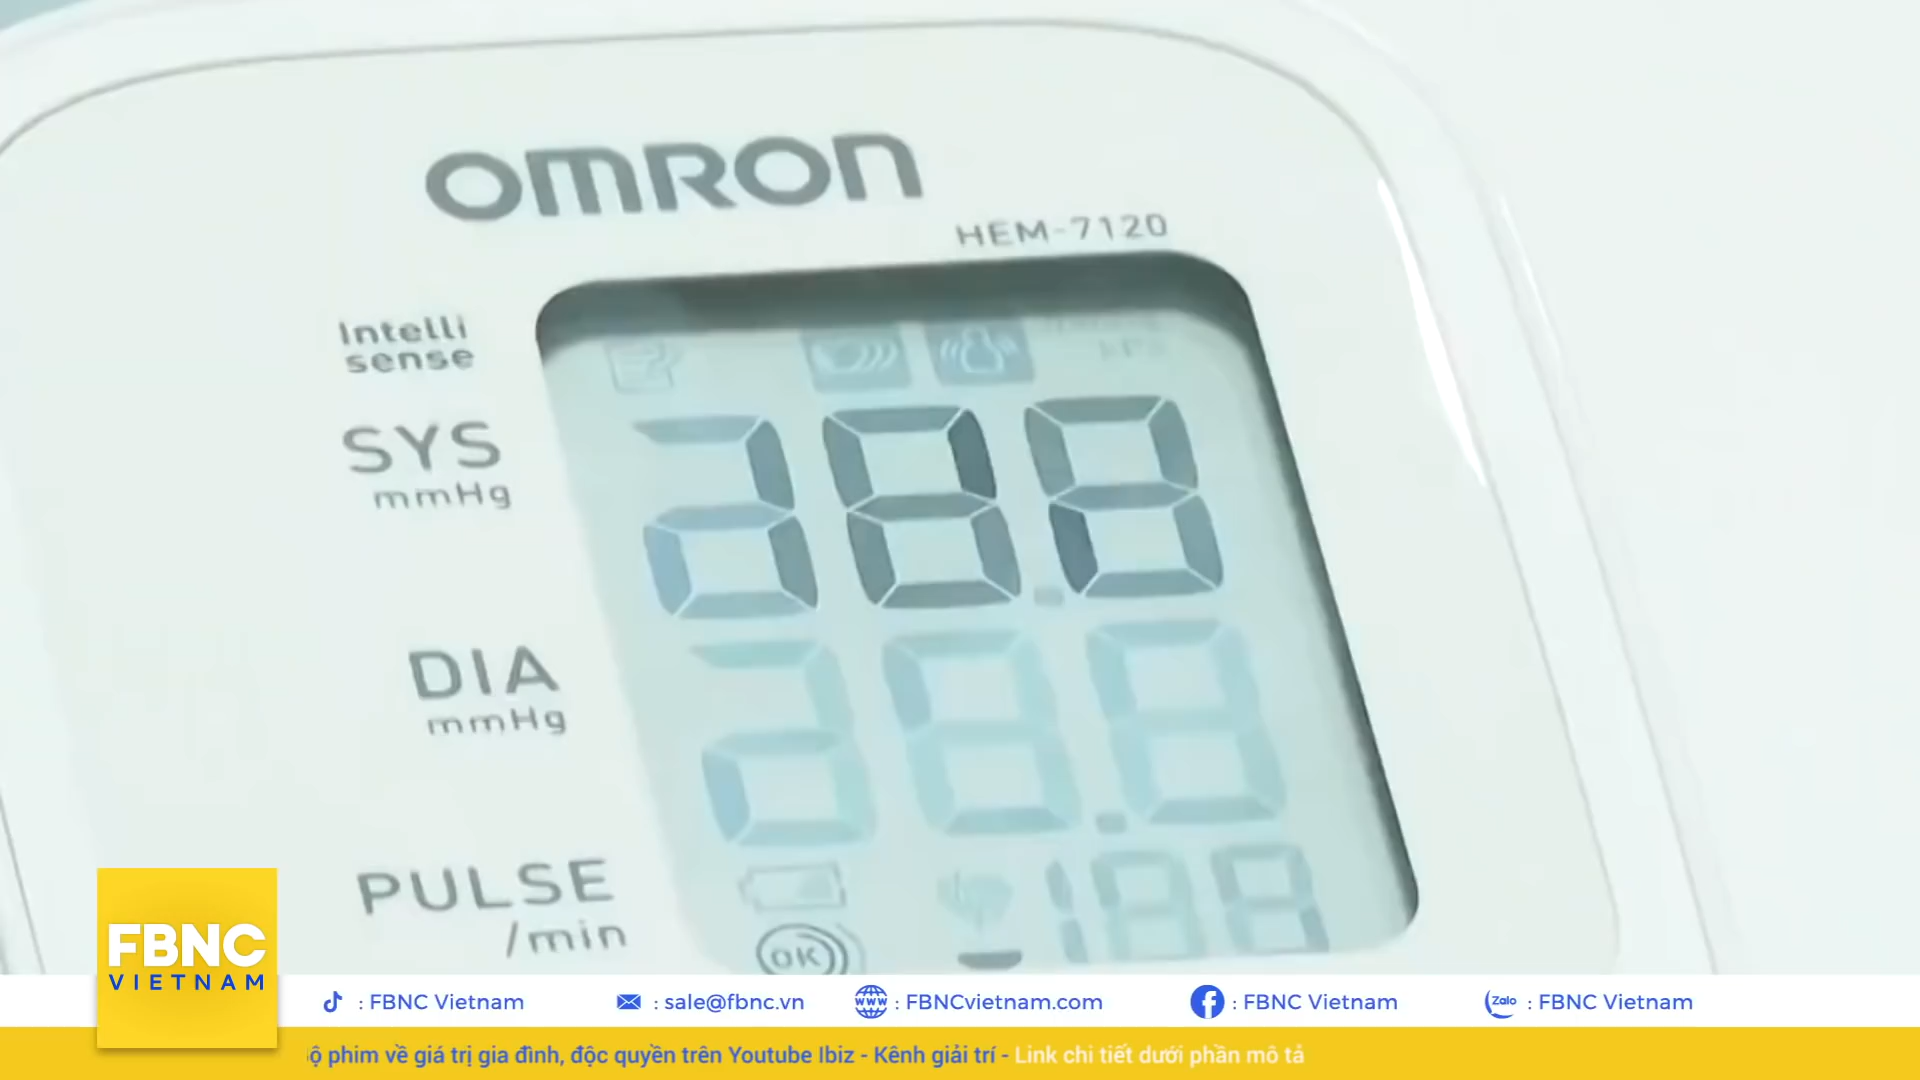 OMRON
HEM-7120
Intelli
sense
SYS
mmHg
DIA
mmHg
PULSE
/min
OK
FBNC
VIETNAM
: FBNC Vietnam
: sale@fbnc.vn
www : FBNCvietnam.com
: FBNC Vietnam
Zalo : FBNC Vietnam
phim về giá trị gia đình, độc quyền trên Youtube Ibiz - Kênh giải trí - Link chi tiết dưới phần mô tả